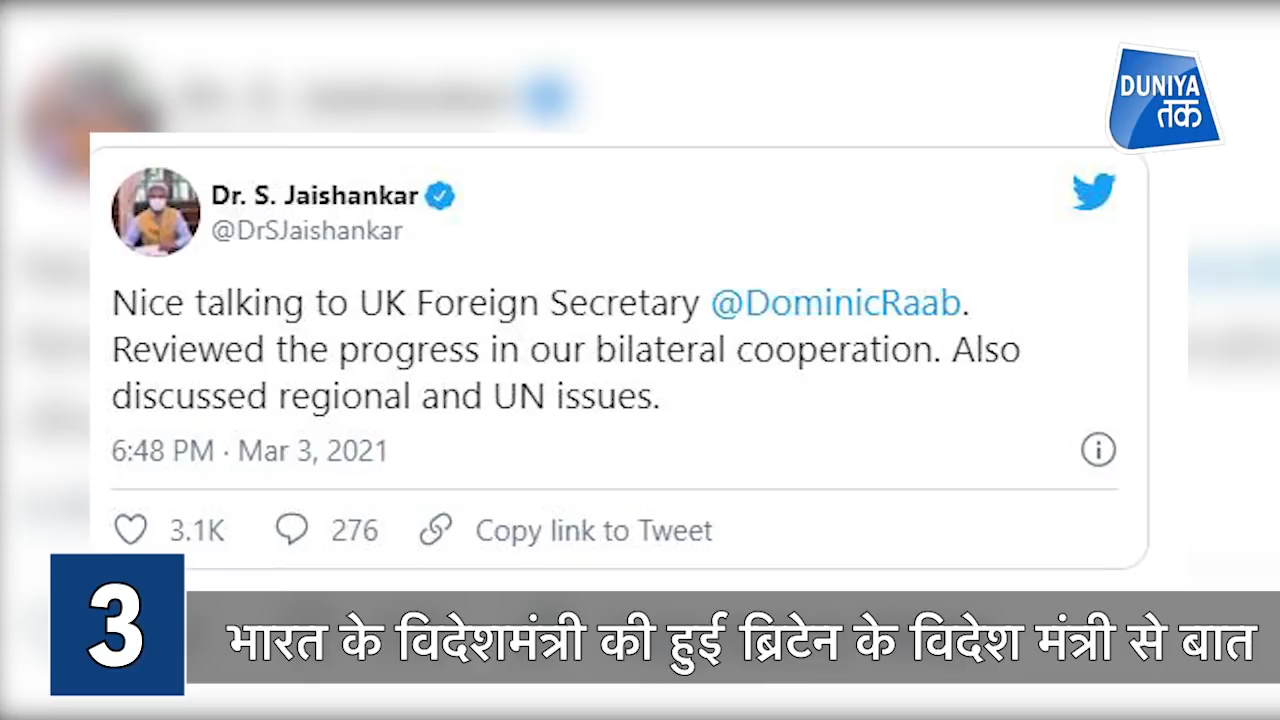 DUNIYA
तक
Dr. S. Jaishankar
@DrSJaishankar
Nice talking to UK Foreign Secretary @DominicRaab.
Reviewed the progress in our bilateral cooperation. Also
discussed regional and UN issues.
6:48 PM · Mar 3, 2021
3.1K 276 Copy link to Tweet
3
भारत के विदेशमंत्री की हुई ब्रिटेन के विदेश मंत्री से बात